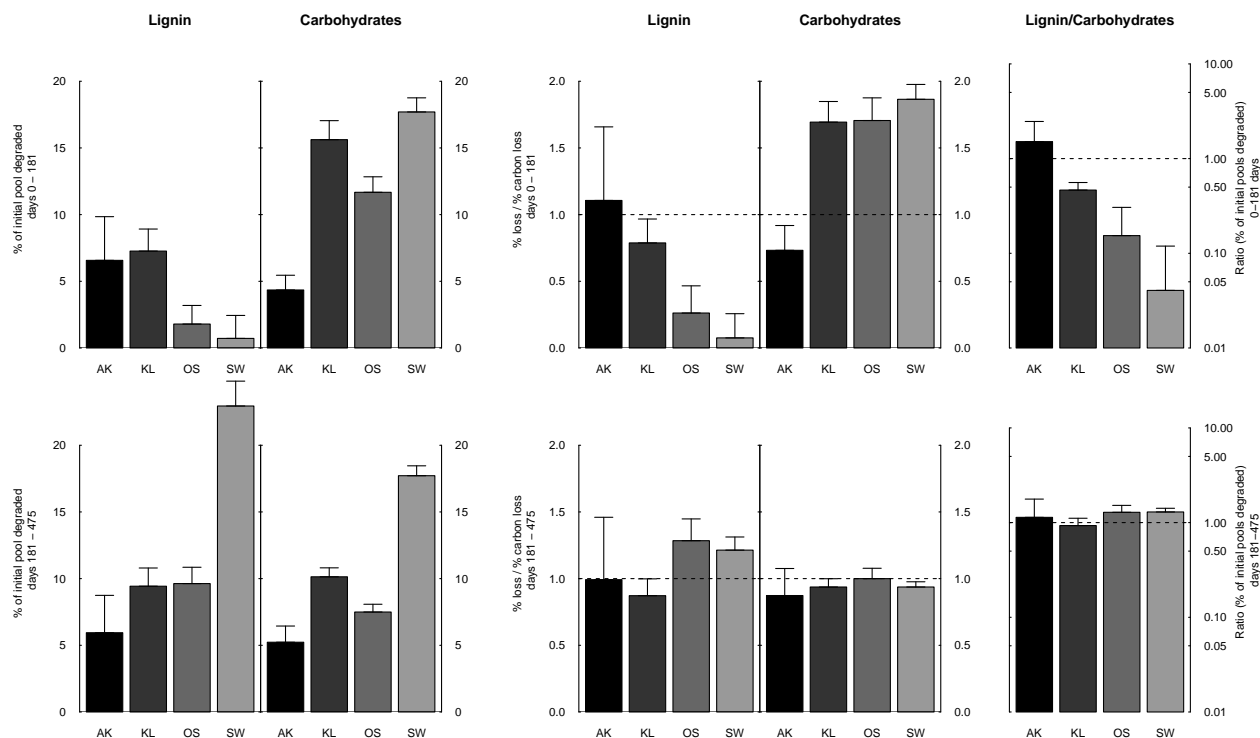 Lignin Carbohydrates Lignin Carbohydrates Lignin/Carbohydrates
% of initial pool degraded
days 0 – 181
20
15
10
5
0
20
15
10
5
0
AK KL OS SW AK KL OS SW
% loss / % carbon loss
days 0 – 181
2.0
1.5
1.0
0.5
0.0
2.0
1.5
1.0
0.5
0.0
AK KL OS SW AK KL OS SW
10.00
5.00
1.00
0.50
0.10
0.05
0.01
Ratio (% of initial pools degraded)
0–181 days
AK KL OS SW
% of initial pool degraded
days 181 – 475
20
15
10
5
0
20
15
10
5
0
AK KL OS SW AK KL OS SW
% loss / % carbon loss
days 181 – 475
2.0
1.5
1.0
0.5
0.0
2.0
1.5
1.0
0.5
0.0
AK KL OS SW AK KL OS SW
10.00
5.00
1.00
0.50
0.10
0.05
0.01
Ratio (% of initial pools degraded)
days 181–475
AK KL OS SW